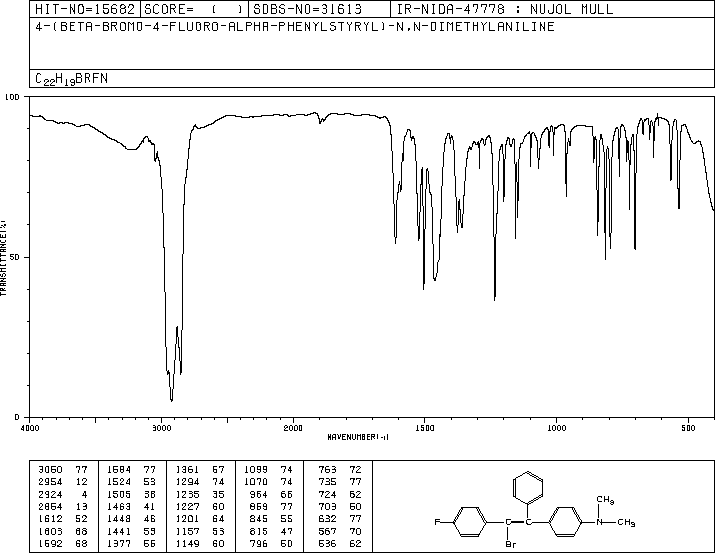 HIT-NO=15682 SCORE= ( ) SDBS-NO=31613 IR-NIDA-47778 : NUJOL MULL
4-(BETA-BROMO-4-FLUORO-ALPHA-PHENYLSTYRYL)-N,N-DIMETHYLANILINE
C22H19BRFN
100
TRANSMITTANCE(%)
50
0
4000 3000 2000 1500 1000 500
WAVENUMBER(-1)
3060 77 1584 77 1361 67 1099 74 763 72
2954 12 1524 53 1294 74 1070 74 735 77
2924 4 1505 38 1235 35 964 66 724 62
2864 13 1463 41 1227 60 869 77 703 50
1612 52 1448 46 1201 64 845 55 632 77
1603 66 1441 53 1157 53 815 47 567 70
1592 68 1377 56 1149 60 796 50 536 62
F C C N CH3
CH3
Br